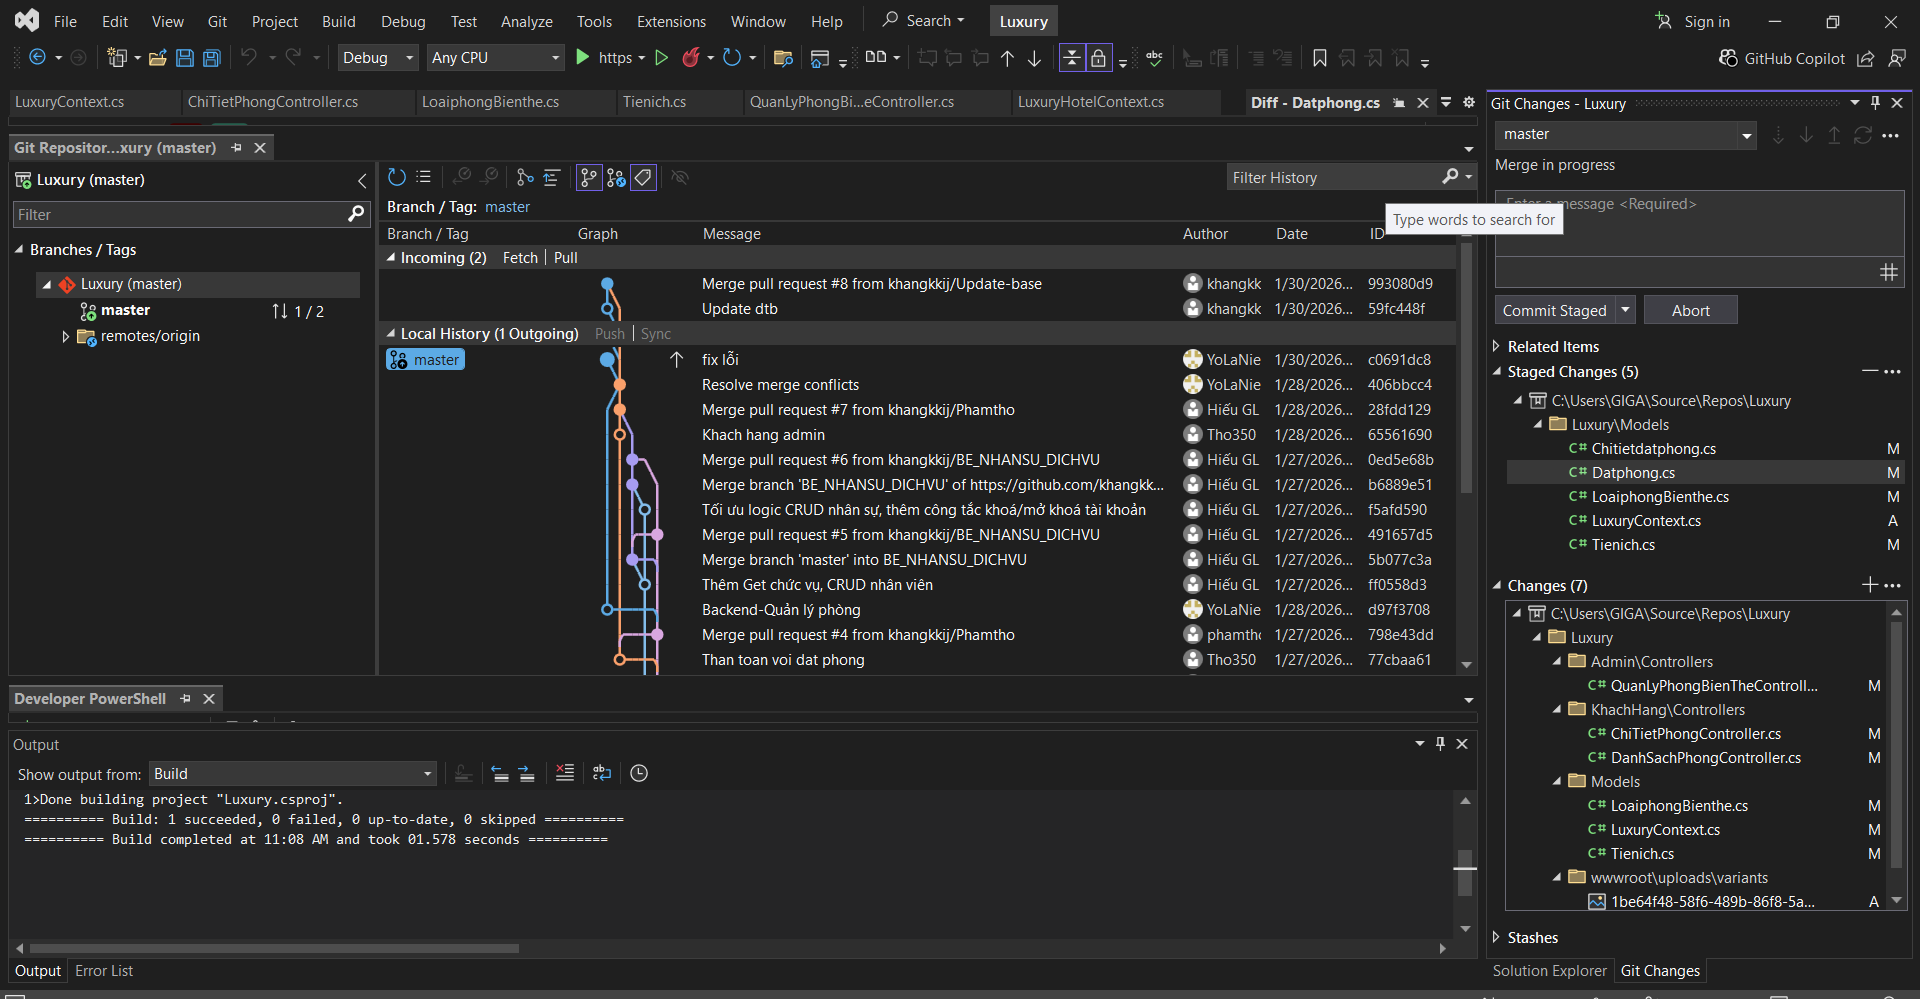 File Edit View Git Project Build Debug Test Analyze Tools Extensions Window Help Search Luxury Sign in
Debug Any CPU https GitHub Copilot
LuxuryContext.cs ChiTietPhongController.cs LoaiphongBienthe.cs Tienich.cs QuanLyPhongBi...eController.cs LuxuryHotelContext.cs Diff - Datphong.cs
Git Repositor...xury (master)
Luxury (master)
Filter
Branches / Tags
Luxury (master)
master 1 / 2
remotes/origin
Filter History
Type words to search for
Branch / Tag: master
Branch / Tag Graph Message Author Date ID
Incoming (2) Fetch Pull
Merge pull request #8 from khangkkij/Update-base khangkk 1/30/2026... 993080d9
Update dtb khangkk 1/30/2026... 59fc448f
Local History (1 Outgoing) Push Sync
master fix lỗi YoLaNie 1/30/2026... c0691dc8
Resolve merge conflicts YoLaNie 1/28/2026... 406bbcc4
Merge pull request #7 from khangkkij/Phamtho Hiếu GL 1/28/2026... 28fdd129
Khach hang admin Tho350 1/28/2026... 65561690
Merge pull request #6 from khangkkij/BE_NHANSU_DICHVU Hiếu GL 1/27/2026... 0ed5e68b
Merge branch 'BE_NHANSU_DICHVU' of https://github.com/khangkk... Hiếu GL 1/27/2026... b6889e51
Tối ưu logic CRUD nhân sự, thêm công tắc khoá/mở khoá tài khoản Hiếu GL 1/27/2026... f5afd590
Merge pull request #5 from khangkkij/BE_NHANSU_DICHVU Hiếu GL 1/27/2026... 491657d5
Merge branch 'master' into BE_NHANSU_DICHVU Hiếu GL 1/27/2026... 5b077c3a
Thêm Get chức vụ, CRUD nhân viên Hiếu GL 1/27/2026... ff0558d3
Backend-Quản lý phòng YoLaNie 1/28/2026... d97f3708
Merge pull request #4 from khangkkij/Phamtho phamtho 1/27/2026... 798e43dd
Than toan voi dat phong Tho350 1/27/2026... 77cbaa61
Developer PowerShell
Output
Show output from: Build
1>Done building project "Luxury.csproj".
========== Build: 1 succeeded, 0 failed, 0 up-to-date, 0 skipped ==========
========== Build completed at 11:08 AM and took 01.578 seconds ==========
Output Error List
Git Changes - Luxury
master
Merge in progress
message <Required>
Commit Staged Abort
Related Items
Staged Changes (5)
C:\Users\GIGA\Source\Repos\Luxury
Luxury\Models
C# Chitietdatphong.cs M
C# Datphong.cs M
C# LoaiphongBienthe.cs M
C# LuxuryContext.cs A
C# Tienich.cs M
Changes (7)
C:\Users\GIGA\Source\Repos\Luxury
Luxury
Admin\Controllers
C# QuanLyPhongBienTheControll... M
KhachHang\Controllers
C# ChiTietPhongController.cs M
C# DanhSachPhongController.cs M
Models
C# LoaiphongBienthe.cs M
C# LuxuryContext.cs M
C# Tienich.cs M
wwwroot\uploads\variants
1be64f48-58f6-489b-86f8-5a... A
Stashes
Solution Explorer Git Changes